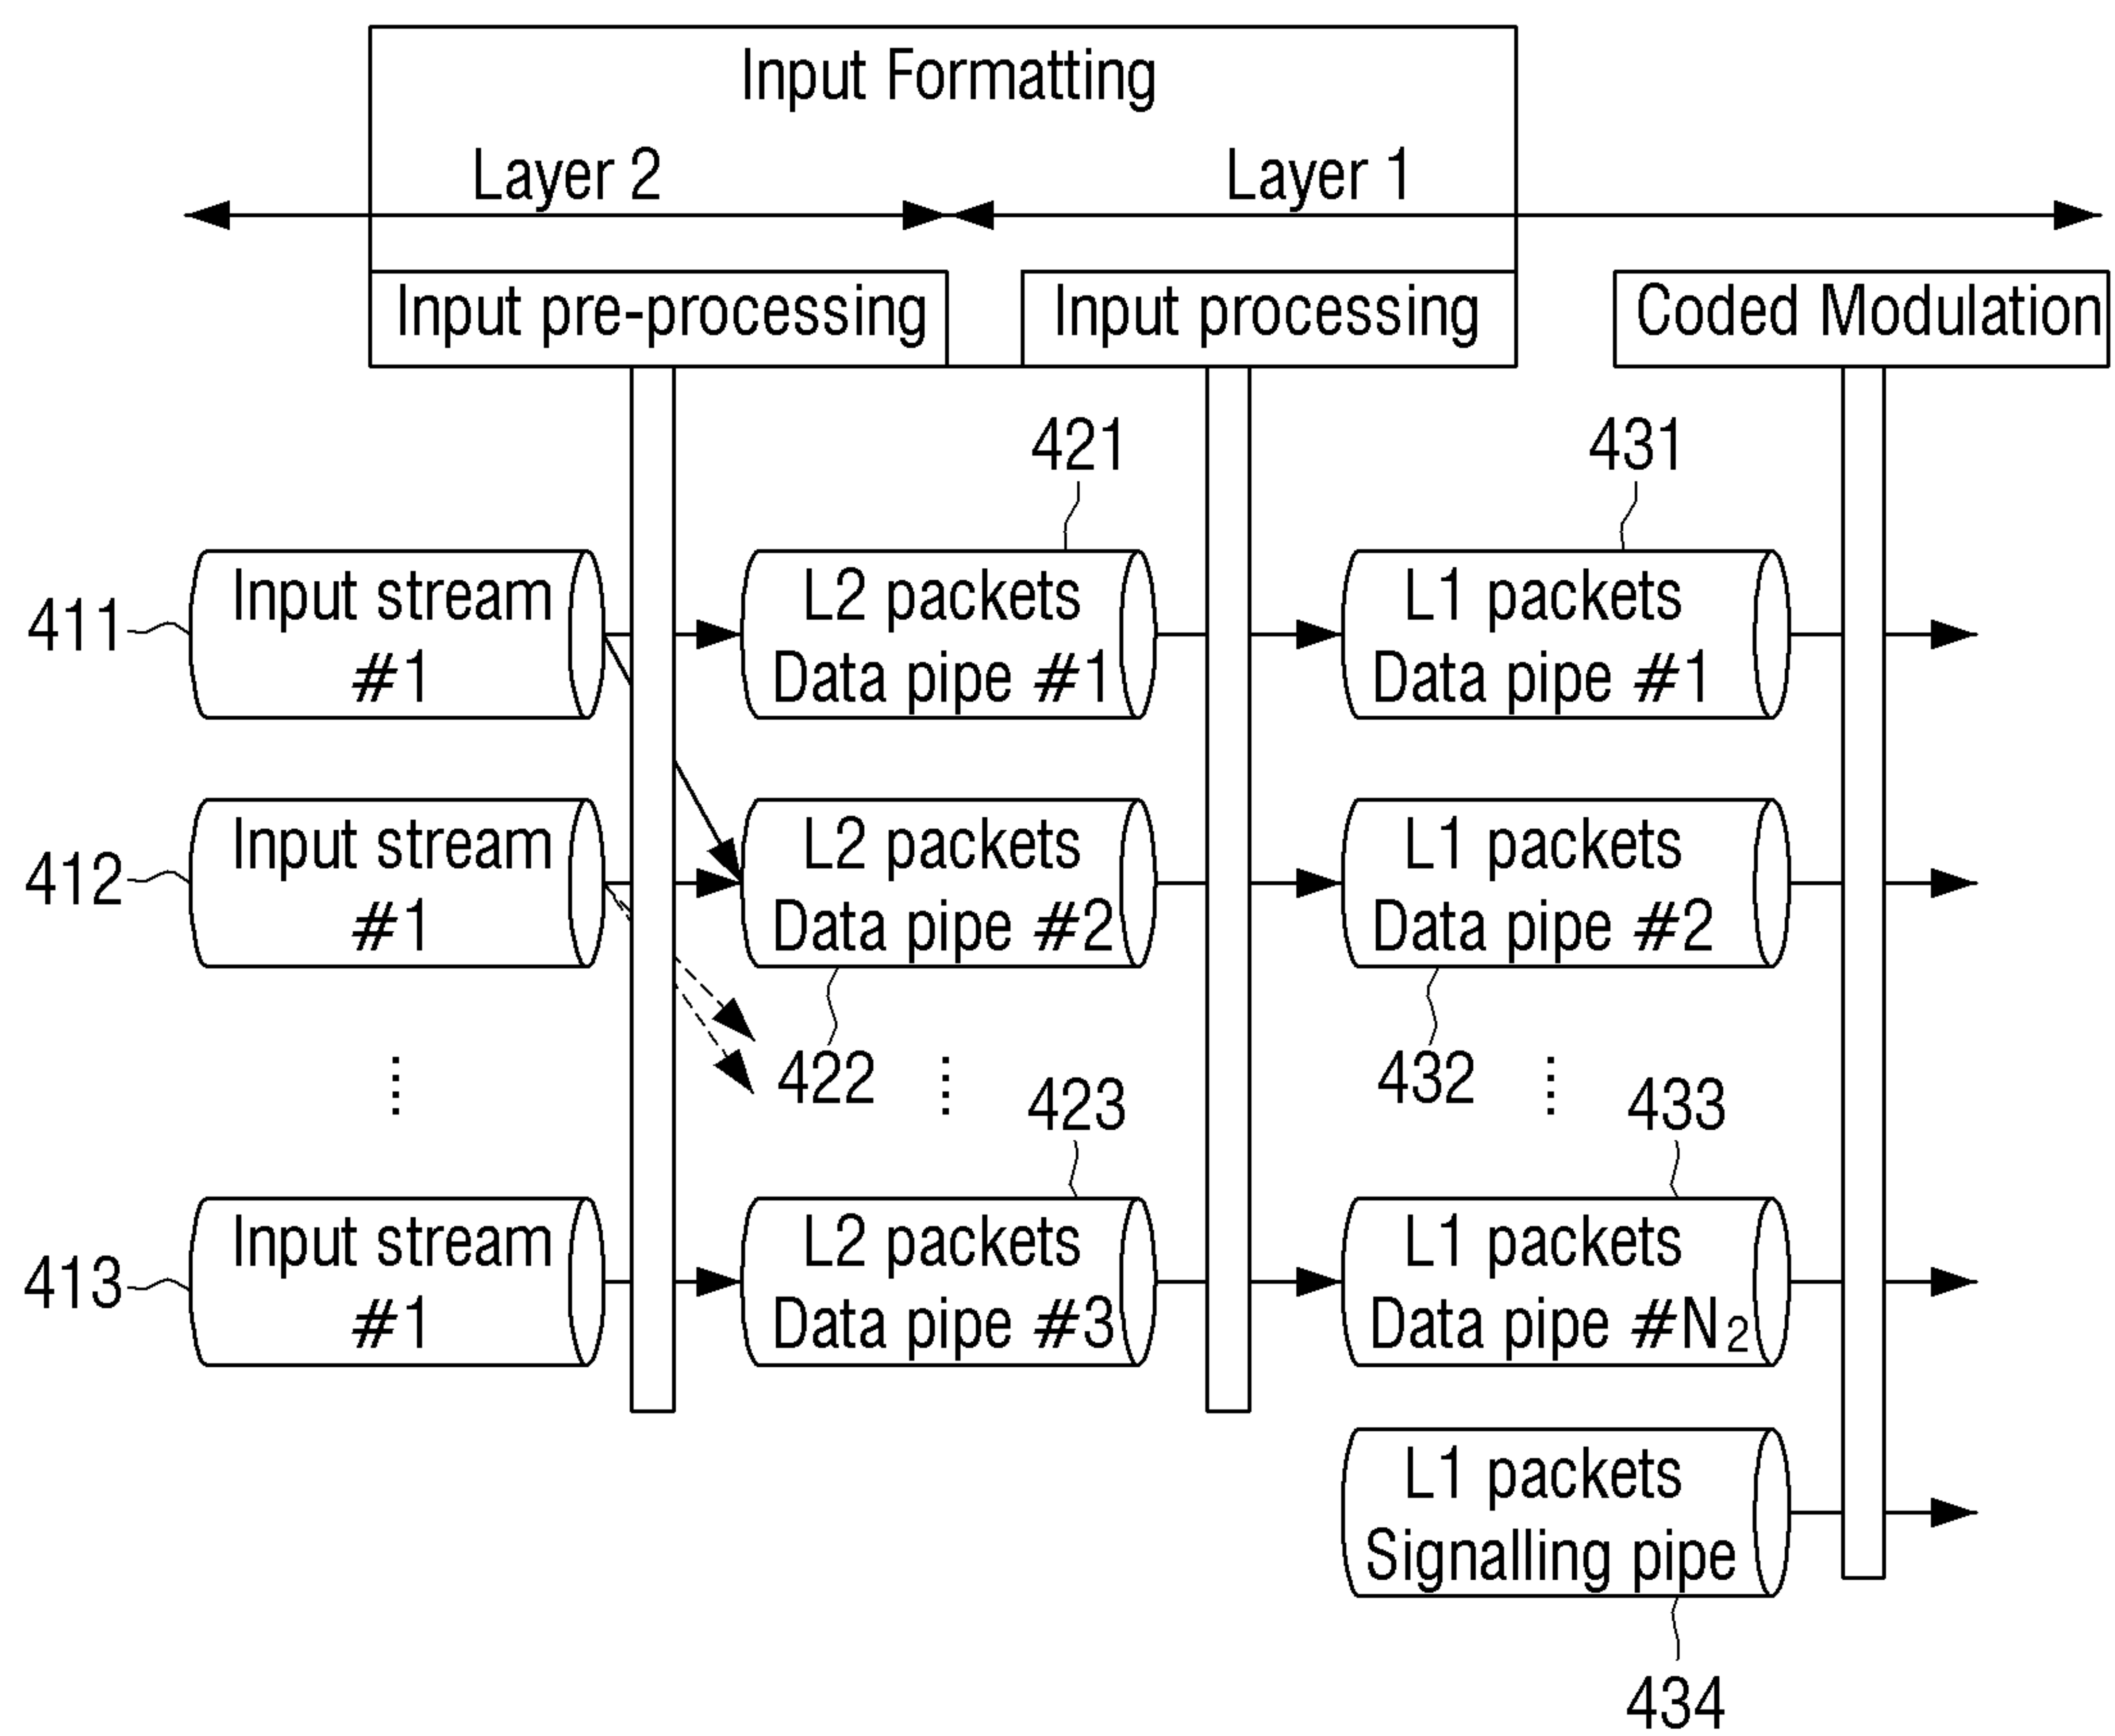 Input Formatting
Layer 2
Layer 1
Input pre-processing
Input processing
Coded Modulation
421
431
411
Input stream
#1
L2 packets
Data pipe #1
L1 packets
Data pipe #1
412
Input stream
#1
L2 packets
Data pipe #2
L1 packets
Data pipe #2
422
423
432
433
413
Input stream
#1
L2 packets
Data pipe #3
L1 packets
Data pipe #N₂
L1 packets
Signalling pipe
434